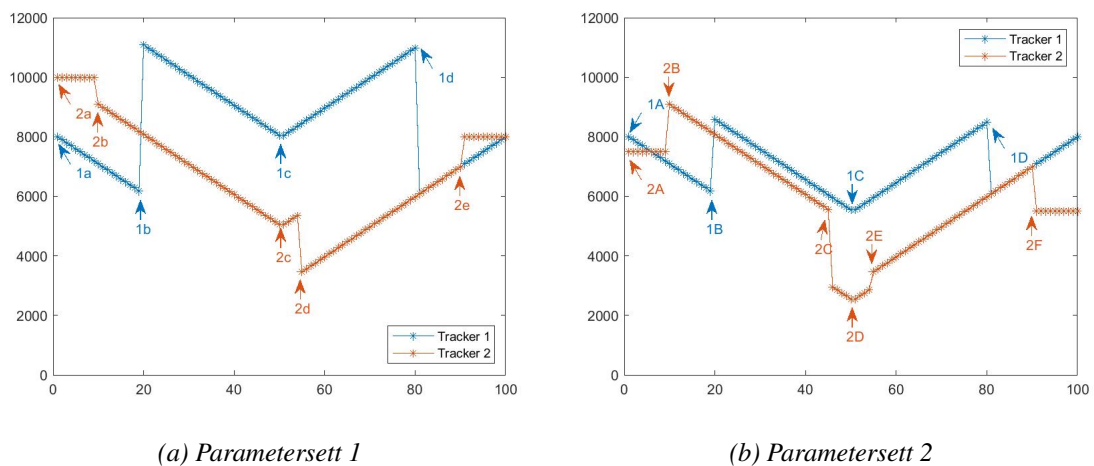 12000
10000
8000
6000
4000
2000
0
0 20 40 60 80 100
2a
2b
1a
1b
1c
1d
2c
2d
2e
Tracker 1
Tracker 2
(a) Parametersett 1
12000
10000
8000
6000
4000
2000
0
0 20 40 60 80 100
Tracker 1
Tracker 2
2B
1A
2A
1B
1C
1D
2C
2E
2D
2F
(b) Parametersett 2